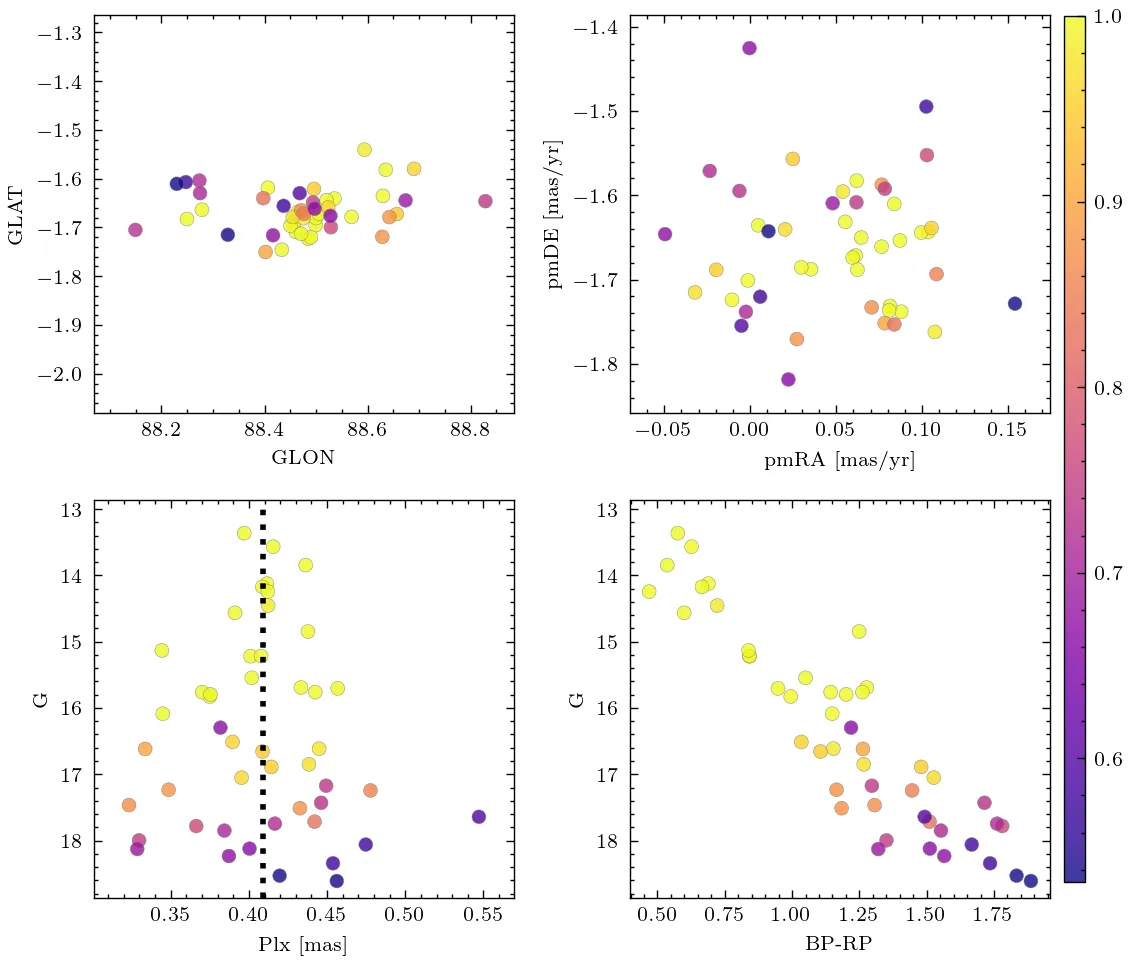 −1.3
−1.4
−1.5
−1.6
−1.7
−1.8
−1.9
−2.0
GLAT
88.2 88.4 88.6 88.8
GLON
−1.4
−1.5
−1.6
−1.7
−1.8
pmDE [mas/yr]
−0.05 0.00 0.05 0.10 0.15
pmRA [mas/yr]
13
14
15
16
17
18
G
0.35 0.40 0.45 0.50 0.55
Plx [mas]
13
14
15
16
17
18
G
0.50 0.75 1.00 1.25 1.50 1.75
BP-RP
1.0
0.9
0.8
0.7
0.6